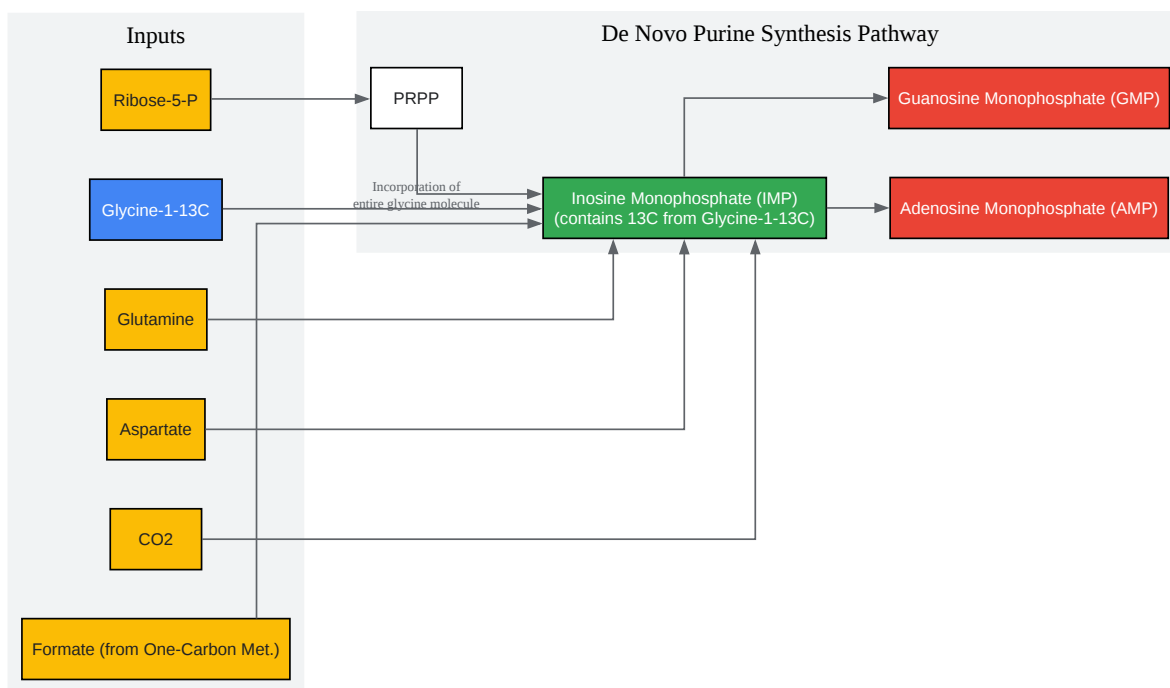 Inputs
De Novo Purine Synthesis Pathway
Ribose-5-P
PRPP
Guanosine Monophosphate (GMP)
Glycine-1-13C
Incorporation of
entire glycine molecule
Inosine Monophosphate (IMP)
(contains 13C from Glycine-1-13C)
Adenosine Monophosphate (AMP)
Glutamine
Aspartate
CO2
Formate (from One-Carbon Met.)